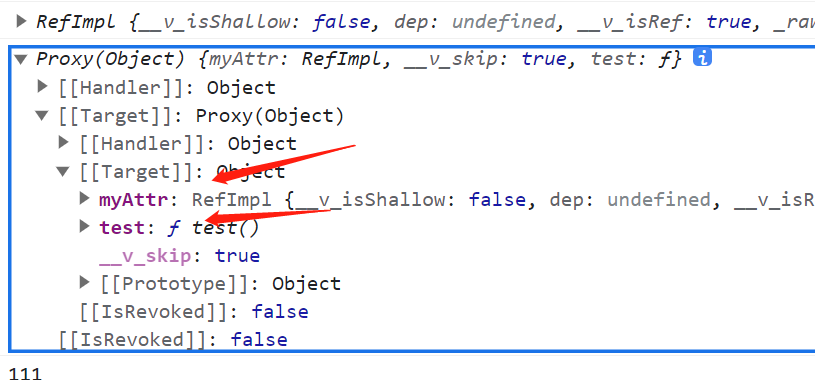 ▶ RefImpl {__v_isShallow: false, dep: undefined, __v_isRef: true, _raw
▼ Proxy(Object) {myAttr: RefImpl, __v_skip: true, test: ƒ} i
▶ [[Handler]]: Object
▼ [[Target]]: Proxy(Object)
▶ [[Handler]]: Object
▼ [[Target]]: Object
▶ myAttr: RefImpl {__v_isShallow: false, dep: undefined, __v_isR
▶ test: ƒ test()
__v_skip: true
▶ [[Prototype]]: Object
[[IsRevoked]]: false
[[IsRevoked]]: false
111